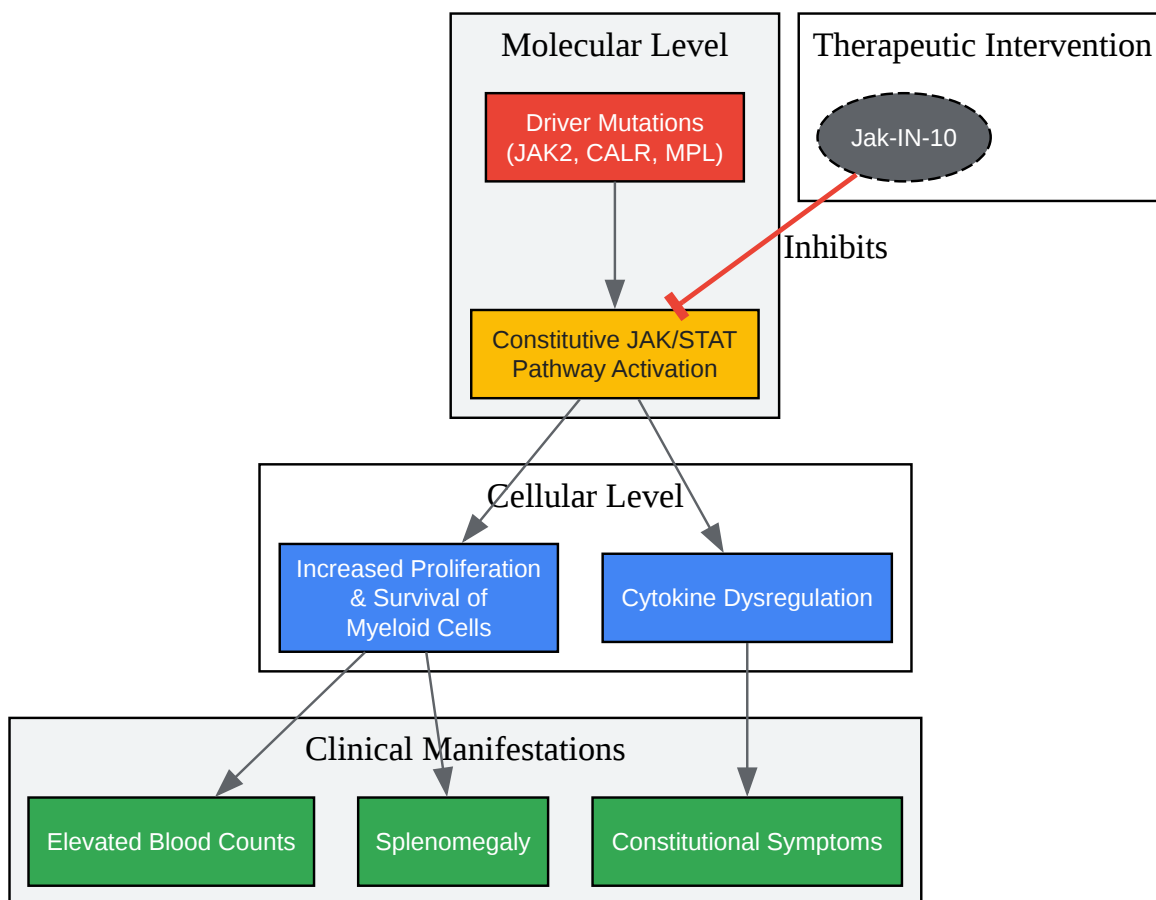 Molecular Level
Therapeutic Intervention
Driver Mutations
(JAK2, CALR, MPL)
Jak-IN-10
Inhibits
Constitutive JAK/STAT
Pathway Activation
Cellular Level
Increased Proliferation
& Survival of
Myeloid Cells
Cytokine Dysregulation
Clinical Manifestations
Elevated Blood Counts
Splenomegaly
Constitutional Symptoms